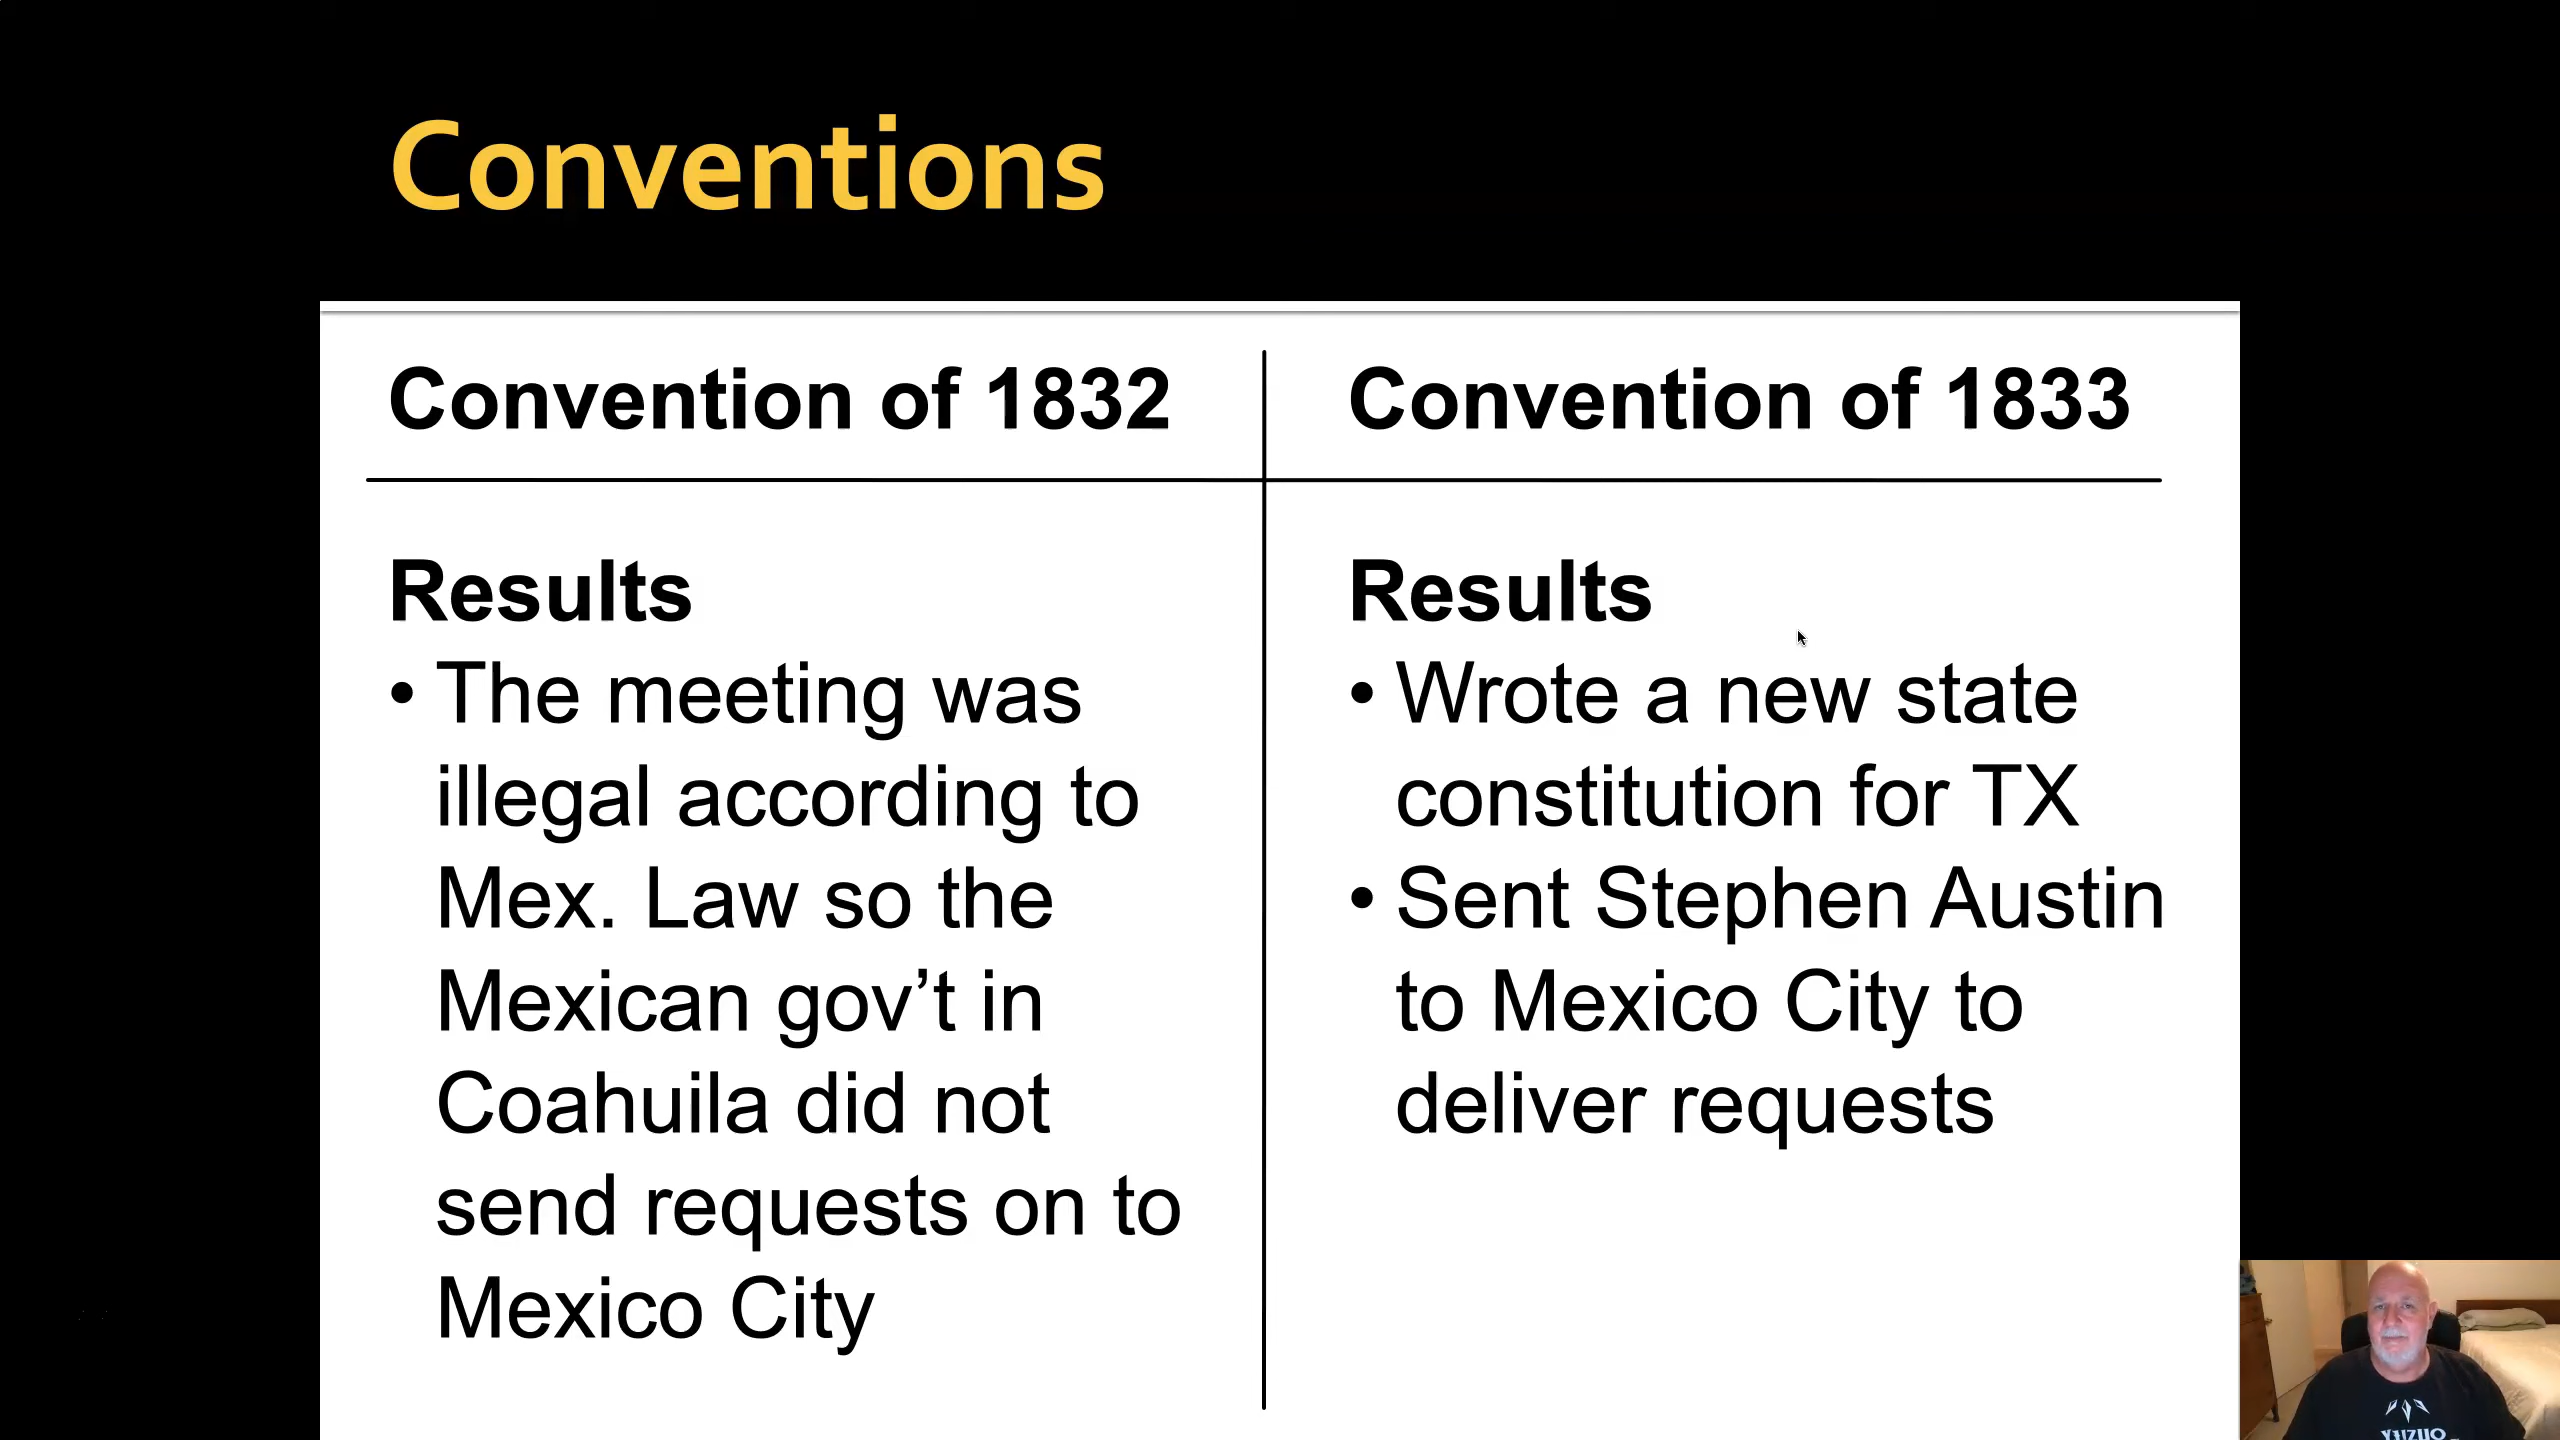 Conventions
Convention of 1832
Results
• The meeting was
illegal according to
Mex. Law so the
Mexican gov’t in
Coahuila did not
send requests on to
Mexico City
Convention of 1833
Results
• Wrote a new state
constitution for TX
• Sent Stephen Austin
to Mexico City to
deliver requests